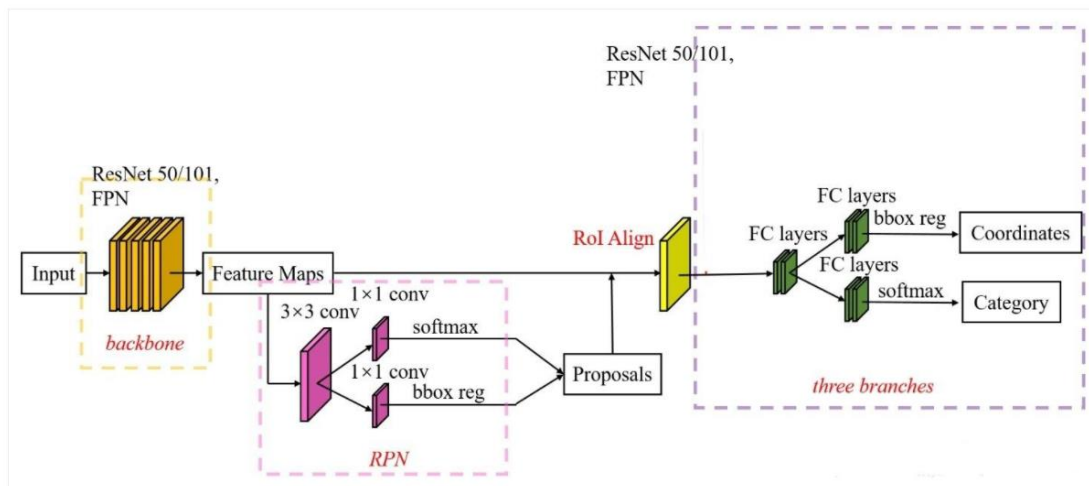 ResNet 50/101,
FPN
ResNet 50/101,
FPN
Input
backbone
Feature Maps
3×3 conv
1×1 conv
softmax
1×1 conv
bbox reg
RPN
Proposals
RoI Align
FC layers
FC layers
bbox reg
Coordinates
FC layers
softmax
Category
three branches